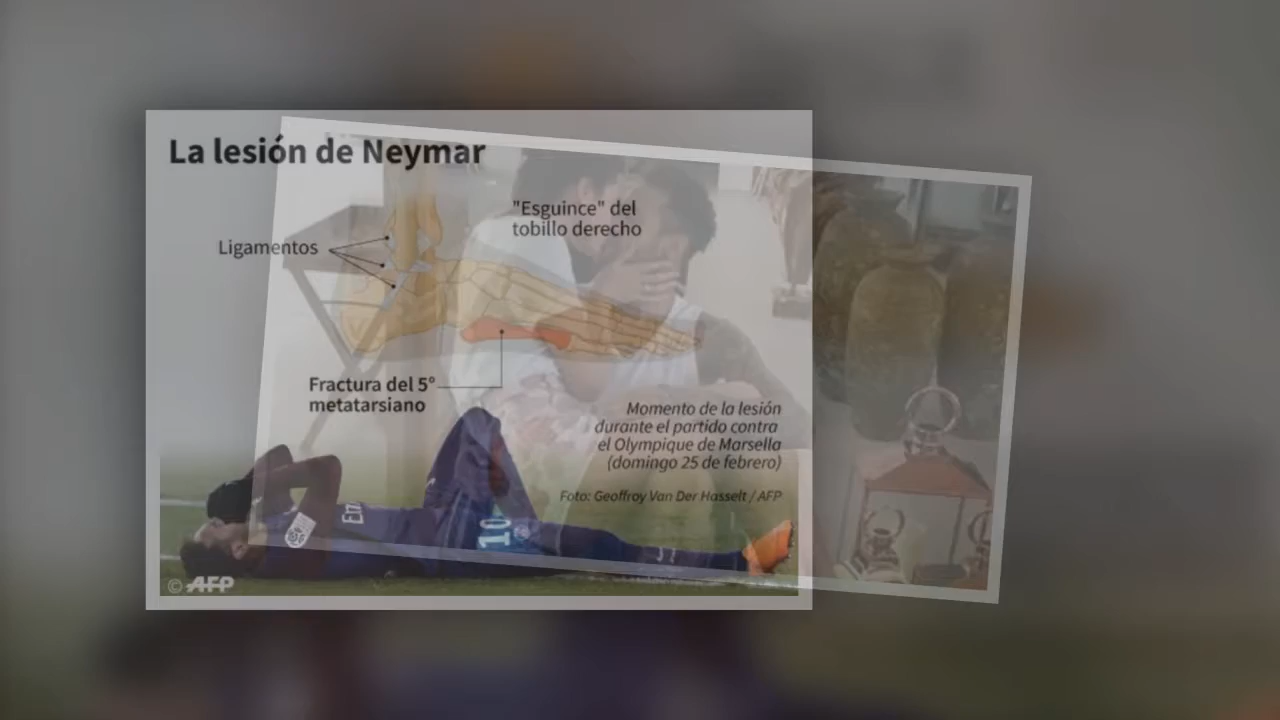 La lesión de Neymar
"Esguince" del
tobillo derecho
Ligamentos
Fractura del 5°
metatarsiano
Momento de la lesión
durante el partido contra
el Olympique de Marsella
(domingo 25 de febrero)
Foto: Geoffroy Van Der Hasselt / AFP
10
© AFP